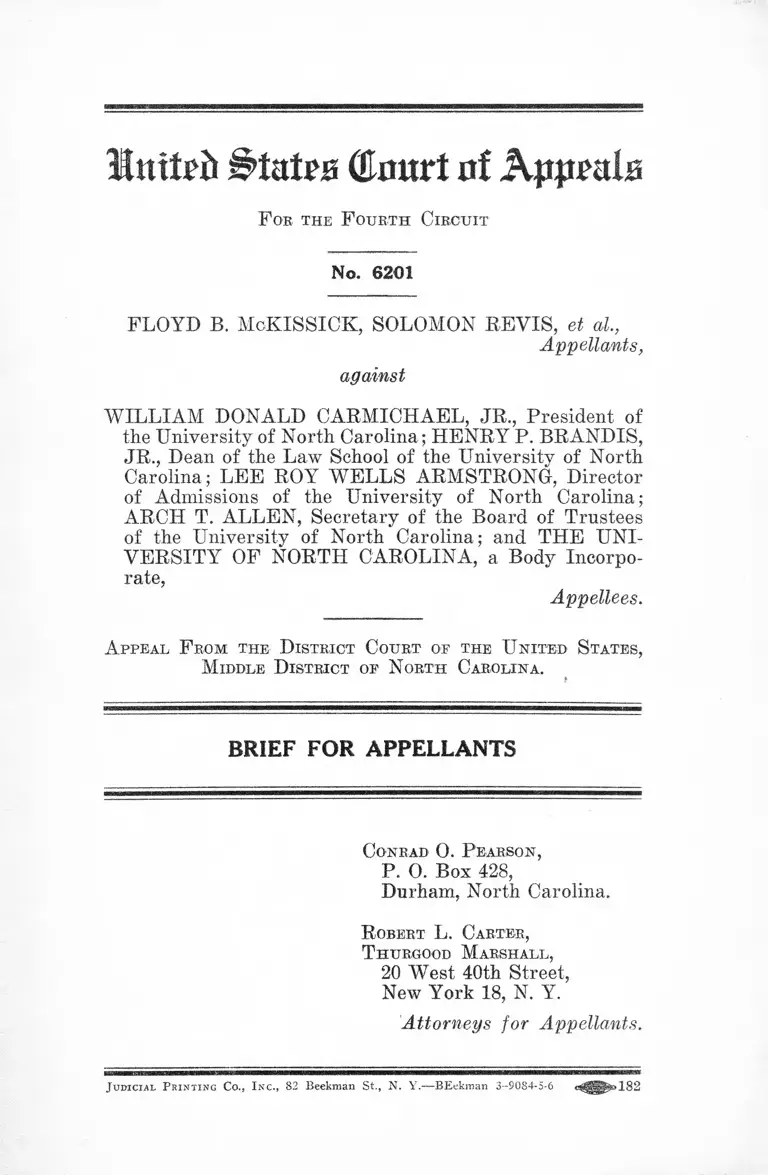 United States Court of Appeals
FOR THE FOURTH CIRCUIT
No. 6201
FLOYD B. McKISSICK, SOLOMON REVIS, et al.,
Appellants,
against
WILLIAM DONALD CARMICHAEL, JR., President of
the University of North Carolina; HENRY P. BRANDIS,
JR., Dean of the Law School of the University of North
Carolina; LEE ROY WELLS ARMSTRONG, Director
of Admissions of the University of North Carolina;
ARCH T. ALLEN, Secretary of the Board of Trustees
of the University of North Carolina; and THE UNI-
VERSITY OF NORTH CAROLINA, a Body Incorpo-
rate,
Appellees.
APPEAL FROM THE DISTRICT COURT OF THE UNITED STATES,
MIDDLE DISTRICT OF NORTH CAROLINA.
BRIEF FOR APPELLANTS
CONRAD O. PEARSON,
P. O. Box 428,
Durham, North Carolina.
ROBERT L. CARTER,
THURGOOD MARSHALL,
20 West 40th Street,
New York 18, N. Y.
Attorneys for Appellants.
JUDICIAL PRINTING CO., INC., 82 Beekman St., N. Y.—BEekman 3-9084-5-6 182